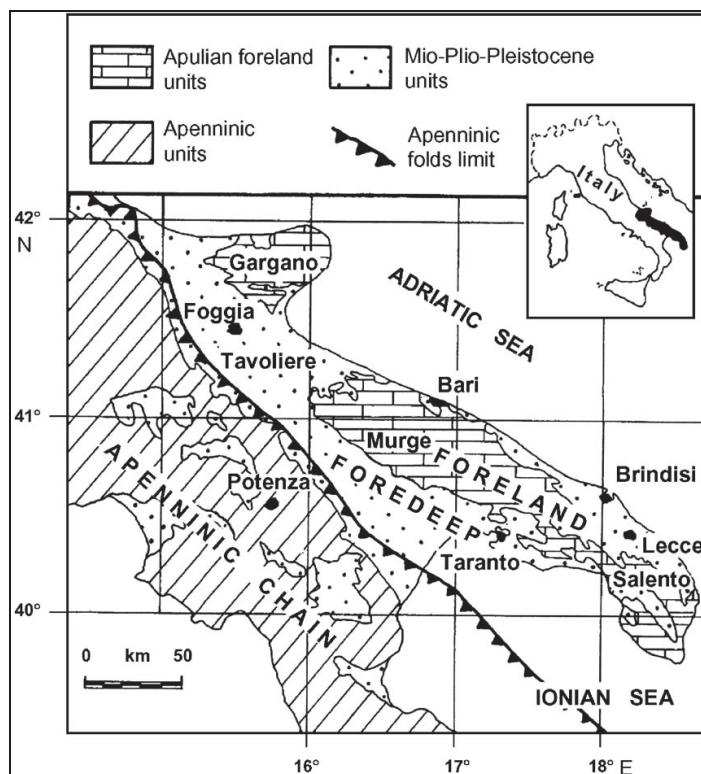 Apulian foreland
units
Mio-Plio-Pleistocene
units
Apenninic
units
Apenninic
folds limit
Italy
42°
N
Gargano
ADRIATIC SEA
Foggia
Tavoliere
Bari
41°
Murge
FORELAND
Brindisi
Potenza
FOREDEEP
Lecce
APENNINIC CHAIN
Taranto
Salento
40°
0 km 50
IONIAN SEA
16°
17°
18° E